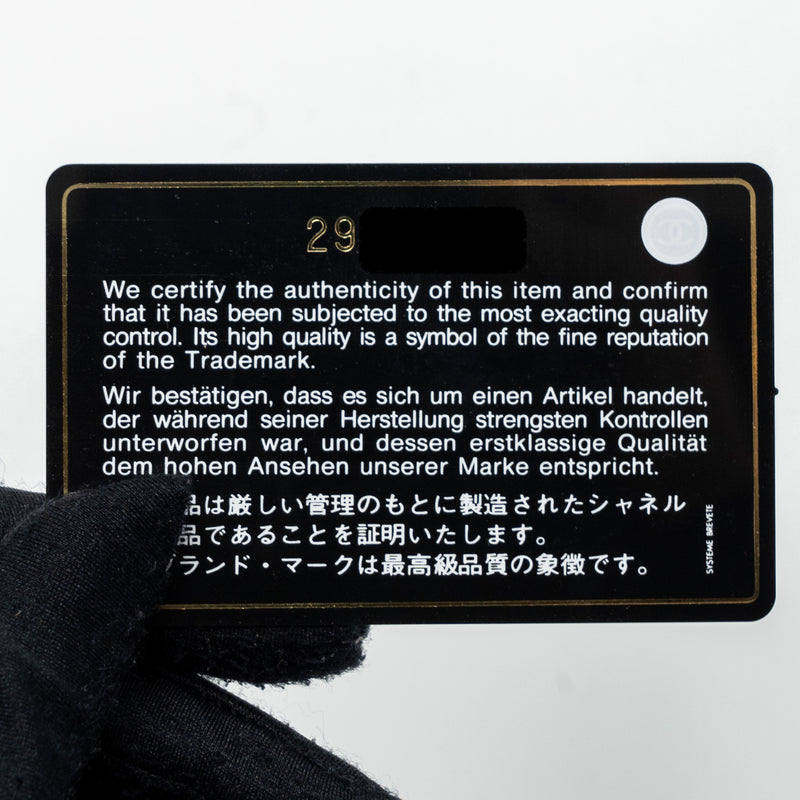 29
We certify the authenticity of this item and confirm
that it has been subjected to the most exacting quality
control. Its high quality is a symbol of the fine reputation
of the Trademark.
Wir bestätigen, dass es sich um einen Artikel handelt,
der während seiner Herstellung strengsten Kontrollen
unterworfen war, und dessen erstklassige Qualität
dem hohen Ansehen unserer Marke entspricht.
品は厳しい管理のもとに製造されたシャネル
品であることを証明いたします。
ブランド・マークは最高級品質の象徴です。
SYSTEME BREVETE